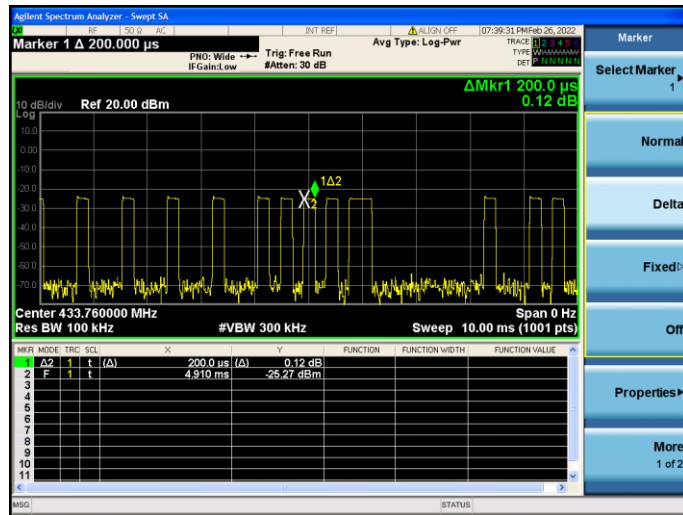 Agilent Spectrum Analyzer - Swept SA
RF 50 Ω AC INT REF ALIGN OFF 07:39:31 PM Feb 26, 2022
Marker 1 Δ 200.000 µs
PNO: Wide
IFGain:Low
Trig: Free Run
#Atten: 30 dB
Avg Type: Log-Pwr
TRACE 1 2 3 4 5 6
TYPE WWWWWW
DET P N N N N N
ΔMkr1 200.0 µs
0.12 dB
10 dB/div Ref 20.00 dBm
Log
10.0
0.00
-10.0
-20.0
-30.0
-40.0
-50.0
-60.0
-70.0
1Δ2
X2
Center 433.760000 MHz Span 0 Hz
Res BW 100 kHz #VBW 300 kHz Sweep 10.00 ms (1001 pts)
MKR MODE TRC SCL X Y FUNCTION FUNCTION WIDTH FUNCTION VALUE
1 Δ2 1 t (Δ) 200.0 µs (Δ) 0.12 dB
2 F 1 t 4.910 ms -25.27 dBm
3
4
5
6
7
8
9
10
11
MSG STATUS
Marker
Select Marker
1
Normal
Delta
Fixed
Off
Properties
More
1 of 2